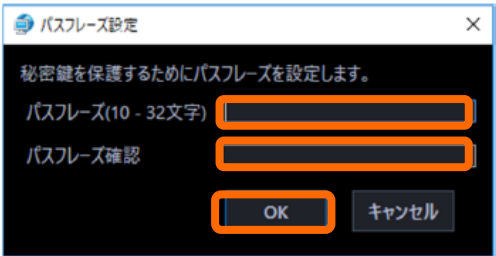 パスフレーズ設定
秘密鍵を保護するためにパスフレーズを設定します。
パスフレーズ(10 - 32文字)
パスフレーズ確認
OK キャンセル